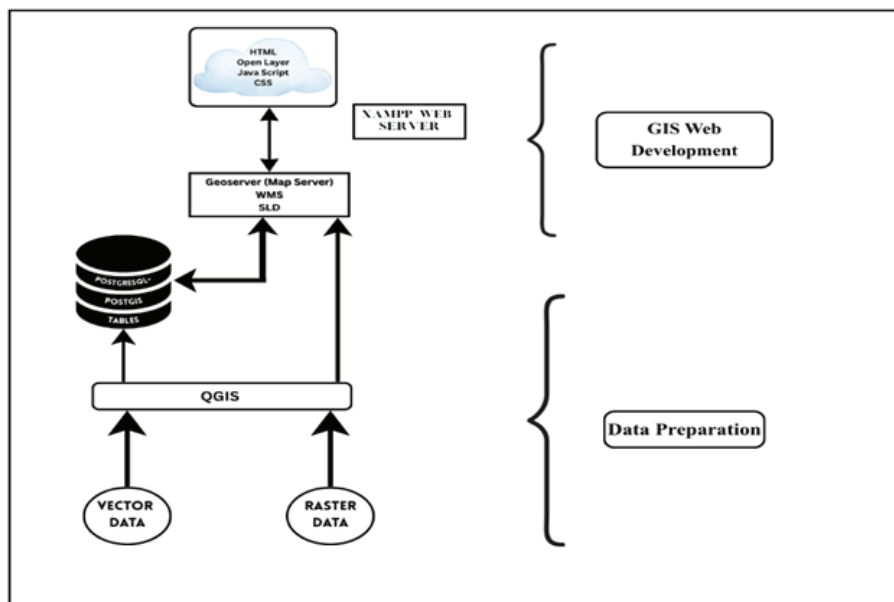 HTML
Open Layer
Java Script
CSS
XAMPP WEB
SERVER
GIS Web
Development
Geoserver (Map Server)
WMS
SLD
POSTGRESQL-
POSTGIS
TABLES
QGIS
Data Preparation
VECTOR
DATA
RASTER
DATA